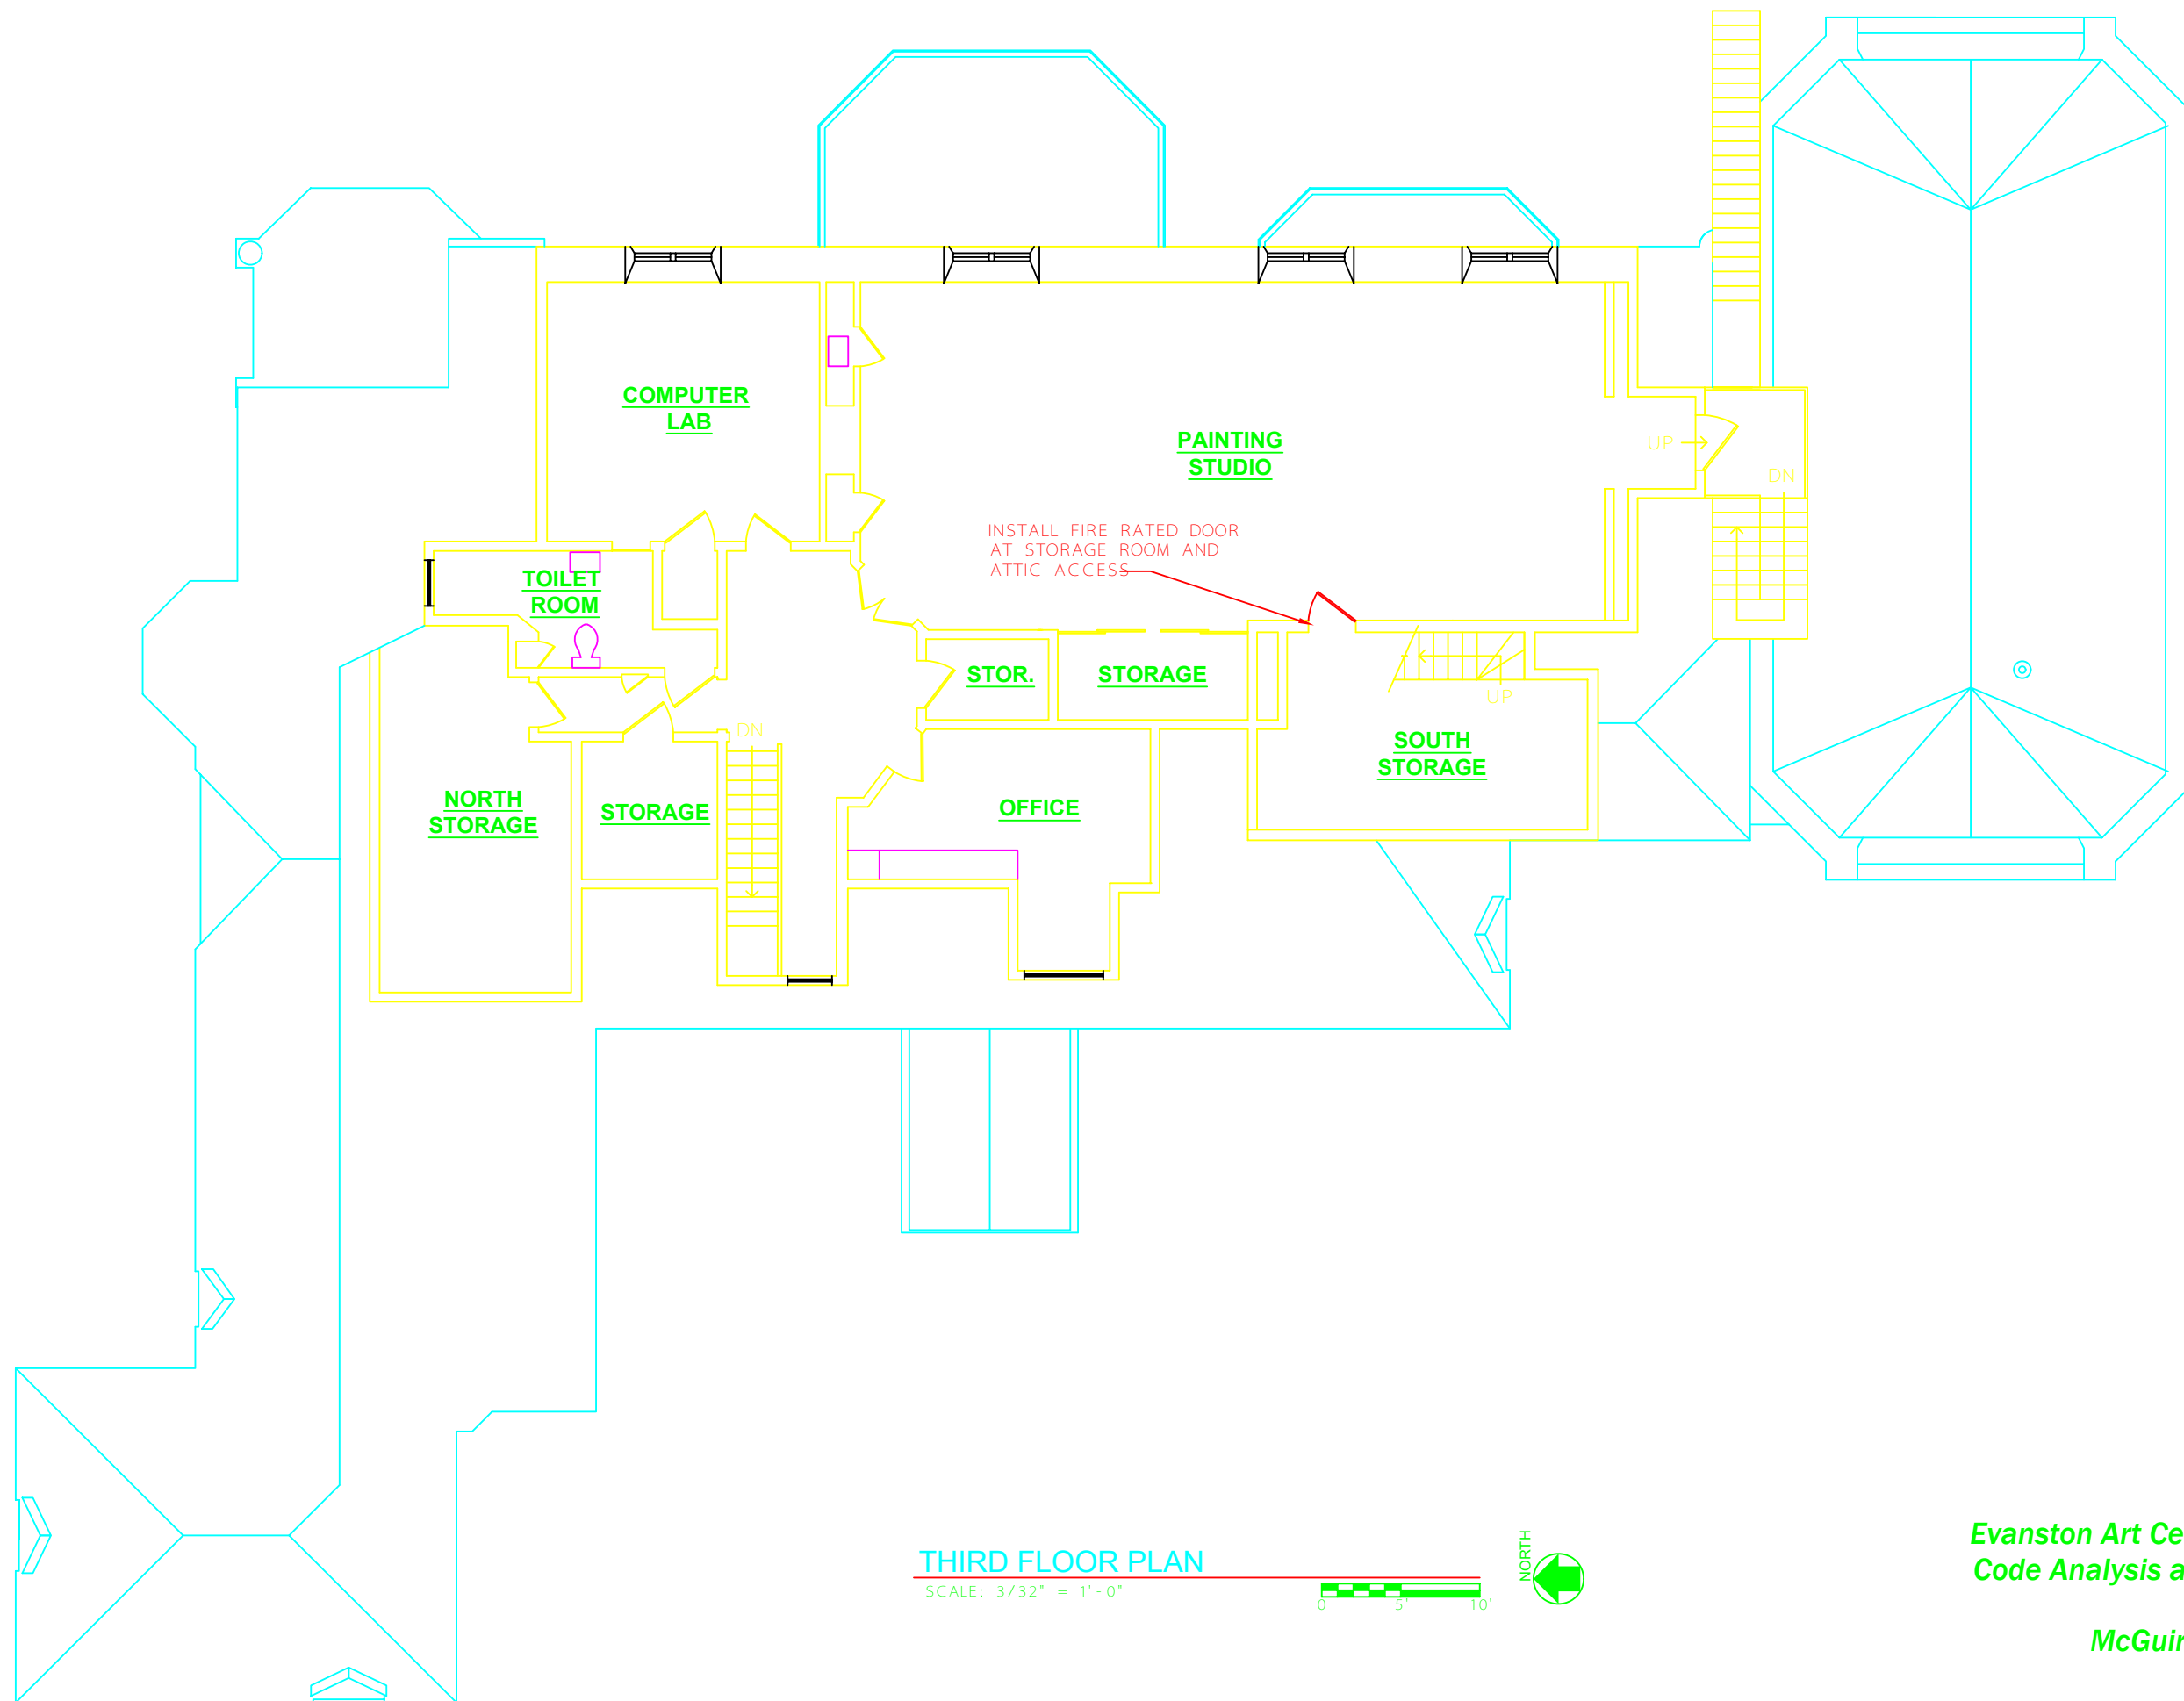 COMPUTER
LAB
PAINTING
STUDIO
UP
DN
INSTALL FIRE RATED DOOR
AT STORAGE ROOM AND
ATTIC ACCESS
TOILET
ROOM
STOR.
STORAGE
UP
DN
SOUTH
STORAGE
NORTH
STORAGE
STORAGE
OFFICE
THIRD FLOOR PLAN
SCALE: 3/32" = 1'-0"
0 5' 10'
NORTH
Evanston Art Ce
Code Analysis a
McGuir